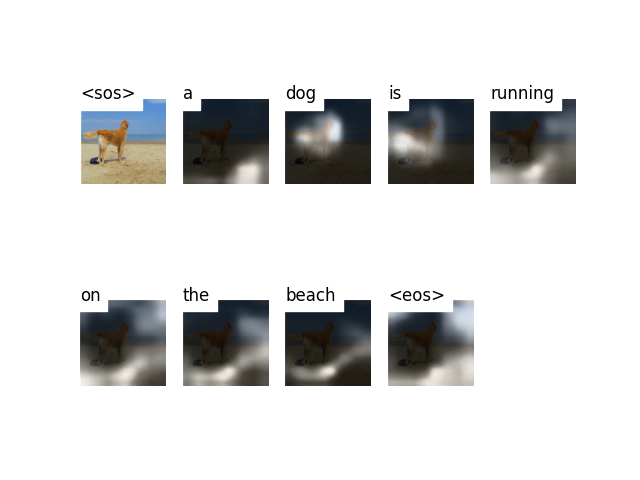 <sos> a dog is running
on the beach <eos>